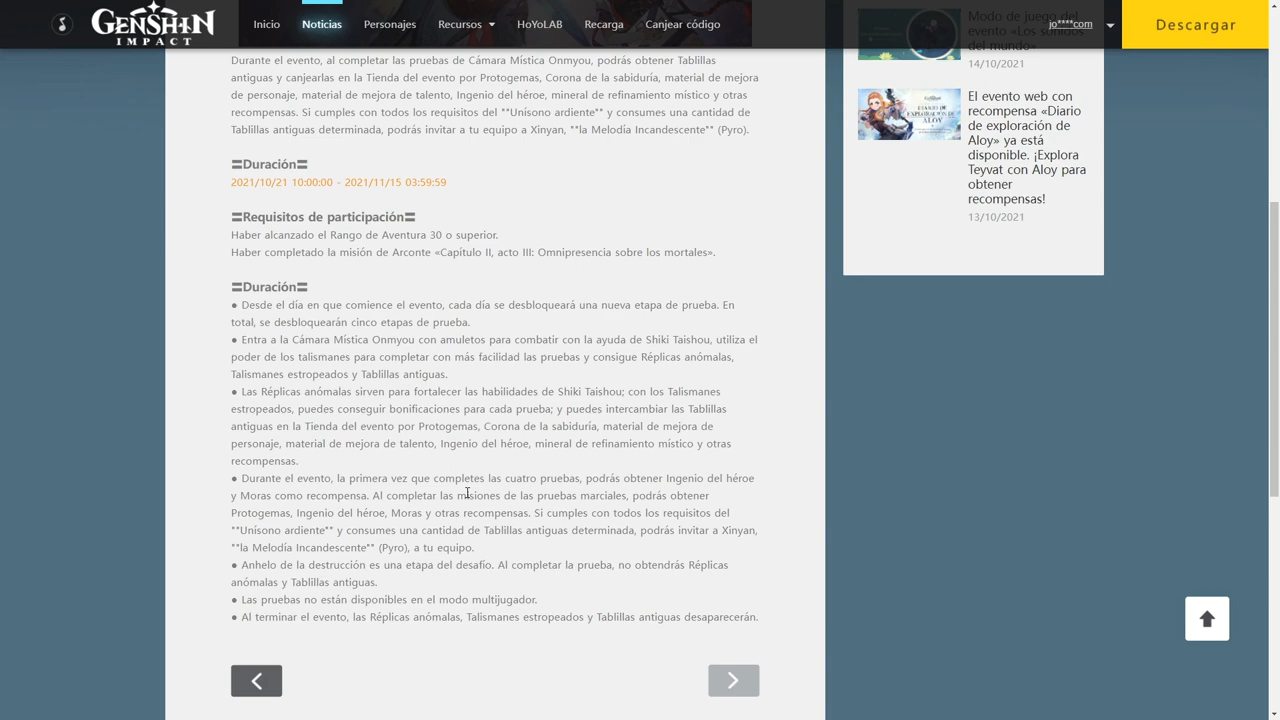 GENSHIN
IMPACT
Inicio
Noticias
Personajes
Recursos
HoYoLAB
Recarga
Canjear código
jo****com
Descargar
Durante el evento, al completar las pruebas de Cámara Mística Onmyou, podrás obtener Tablillas
antiguas y canjearlas en la Tienda del evento por Protogemas, Corona de la sabiduría, material de mejora
de personaje, material de mejora de talento, Ingenio del héroe, mineral de refinamiento místico y otras
recompensas. Si cumples con todos los requisitos del **Unísono ardiente** y consumes una cantidad de
Tablillas antiguas determinada, podrás invitar a tu equipo a Xinyan, **la Melodía Incandescente** (Pyro).
〓Duración〓
2021/10/21 10:00:00 - 2021/11/15 03:59:59
〓Requisitos de participación〓
Haber alcanzado el Rango de Aventura 30 o superior.
Haber completado la misión de Arconte «Capítulo II, acto III: Omnipresencia sobre los mortales».
〓Duración〓
● Desde el día en que comience el evento, cada día se desbloqueará una nueva etapa de prueba. En
total, se desbloquearán cinco etapas de prueba.
● Entra a la Cámara Mística Onmyou con amuletos para combatir con la ayuda de Shiki Taishou, utiliza el
poder de los talismanes para completar con más facilidad las pruebas y consigue Réplicas anómalas,
Talismanes estropeados y Tablillas antiguas.
● Las Réplicas anómalas sirven para fortalecer las habilidades de Shiki Taishou; con los Talismanes
estropeados, puedes conseguir bonificaciones para cada prueba; y puedes intercambiar las Tablillas
antiguas en la Tienda del evento por Protogemas, Corona de la sabiduría, material de mejora de
personaje, material de mejora de talento, Ingenio del héroe, mineral de refinamiento místico y otras
recompensas.
● Durante el evento, la primera vez que completes las cuatro pruebas, podrás obtener Ingenio del héroe
y Moras como recompensa. Al completar las misiones de las pruebas marciales, podrás obtener
Protogemas, Ingenio del héroe, Moras y otras recompensas. Si cumples con todos los requisitos del
**Unísono ardiente** y consumes una cantidad de Tablillas antiguas determinada, podrás invitar a Xinyan,
**la Melodía Incandescente** (Pyro), a tu equipo.
● Anhelo de la destrucción es una etapa del desafío. Al completar la prueba, no obtendrás Réplicas
anómalas y Tablillas antiguas.
● Las pruebas no están disponibles en el modo multijugador.
● Al terminar el evento, las Réplicas anómalas, Talismanes estropeados y Tablillas antiguas desaparecerán.
Modo de juego del
evento «Los sonidos
del mundo»
14/10/2021
DIARIO DE
EXPLORACIÓN DE
ALOY
El evento web con
recompensa «Diario
de exploración de
Aloy» ya está
disponible. ¡Explora
Teyvat con Aloy para
obtener
recompensas!
13/10/2021